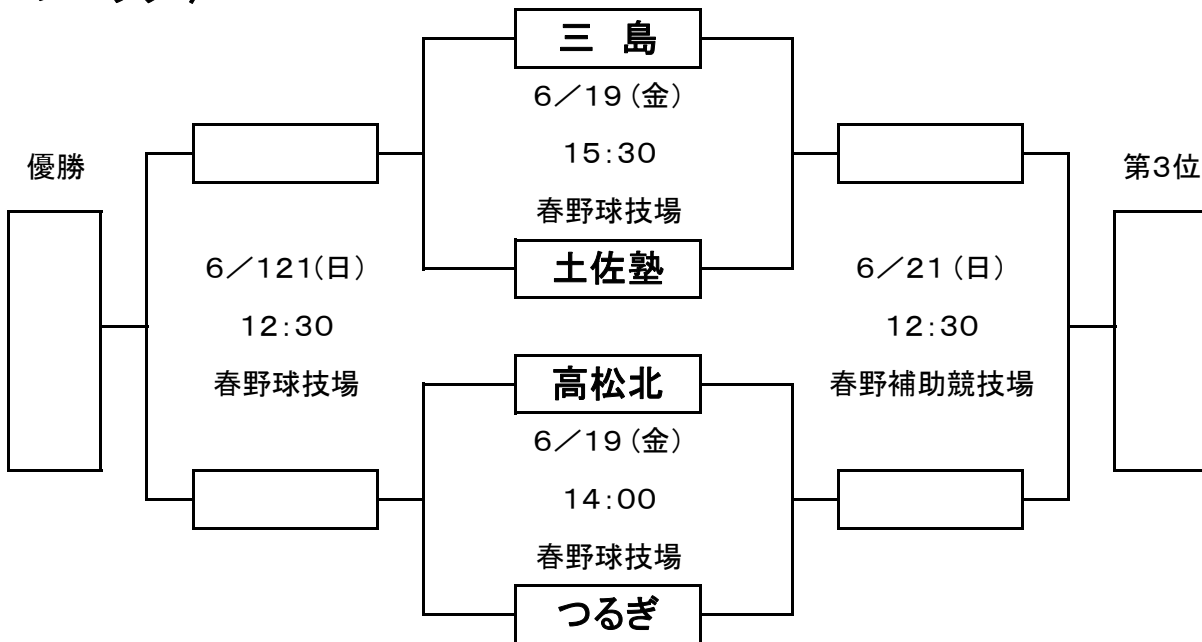 三 島
6／19(金)
15:30
春野球技場
土佐塾
優勝
第3位
6／121(日)
12:30
春野球技場
6／21(日)
12:30
春野補助競技場
高松北
6／19(金)
14:00
春野球技場
つるぎ